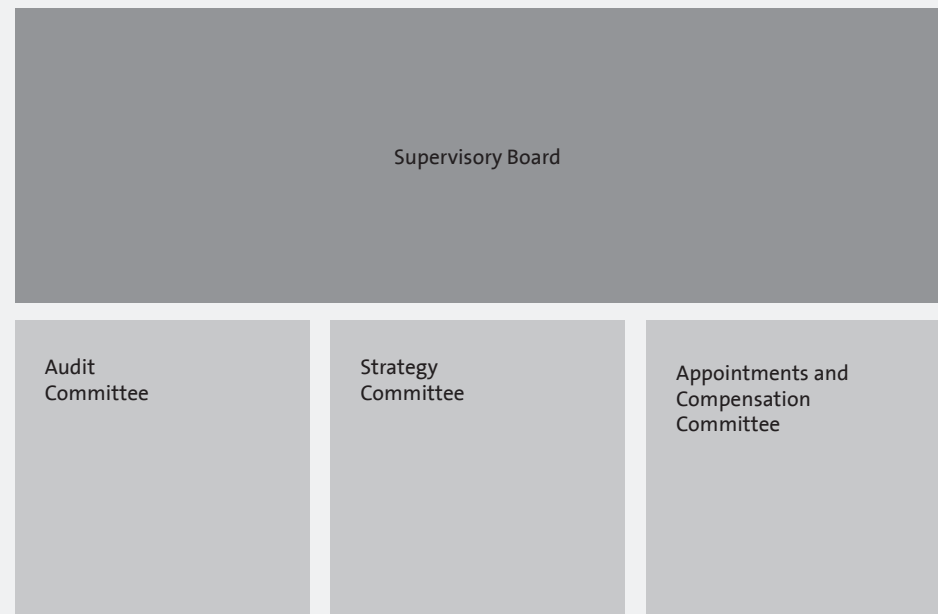 Supervisory Board
Audit
Committee
Strategy
Committee
Appointments and
Compensation
Committee